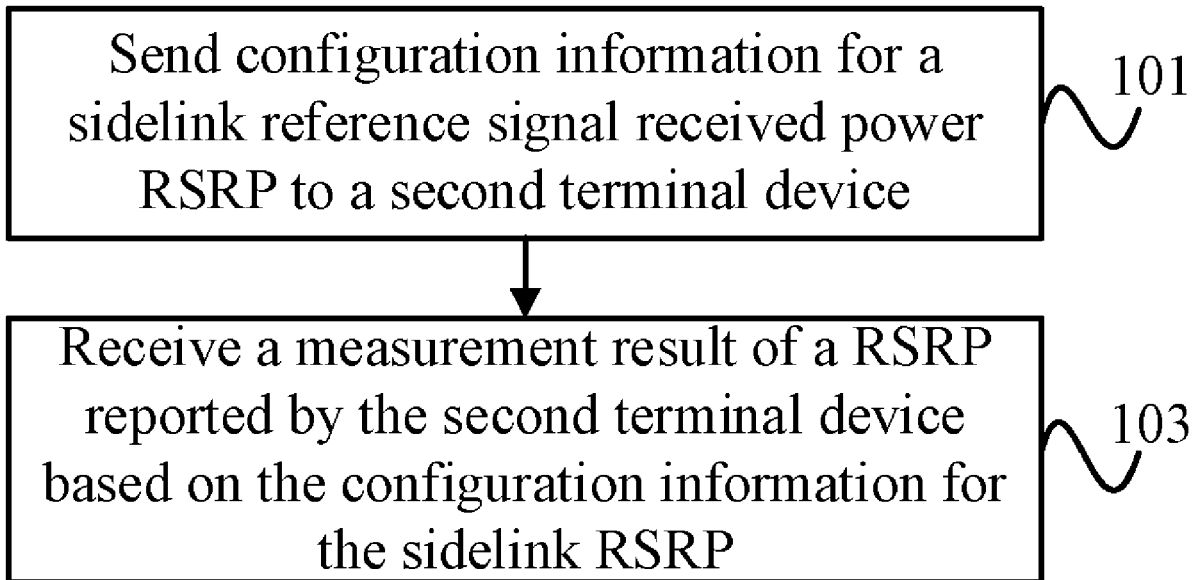 Send configuration information for a
sidelink reference signal received power
RSRP to a second terminal device
101
Receive a measurement result of a RSRP
reported by the second terminal device
based on the configuration information for
the sidelink RSRP
103